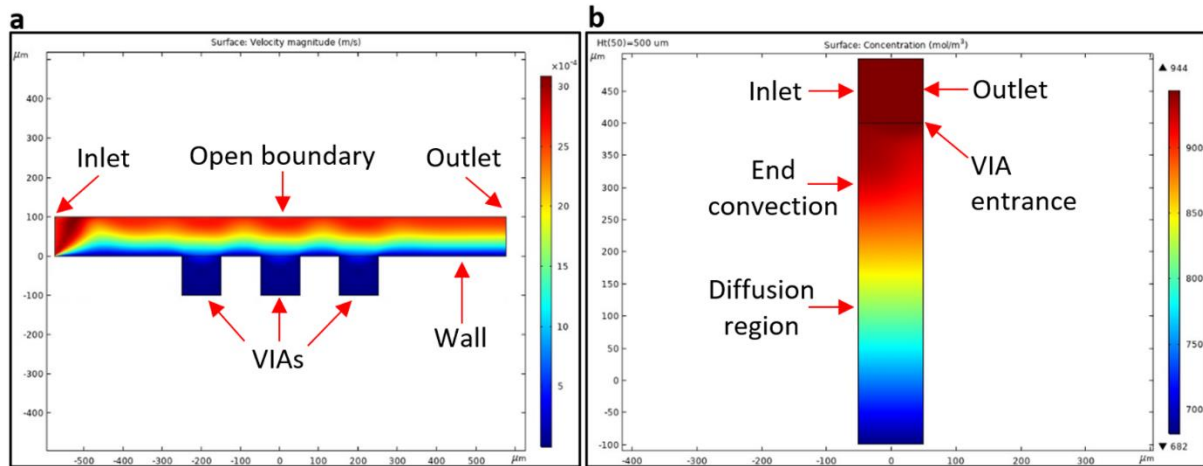 a
Surface: Velocity magnitude (m/s)
μm
×10⁻⁴
500
400
300
200
100
0
-100
-200
-300
-400
-500
-400
-300
-200
-100
0
100
200
300
400
500
μm
30
25
20
15
10
5
Inlet
Open boundary
Outlet
VIAs
Wall
b
Ht(50)=500 um
Surface: Concentration (mol/m³)
μm
450
400
350
300
250
200
150
100
50
0
-50
-100
-400
-300
-200
-100
0
100
200
300
μm
▲ 944
900
850
800
750
700
▼ 682
Inlet
Outlet
End
convection
VIA
entrance
Diffusion
region